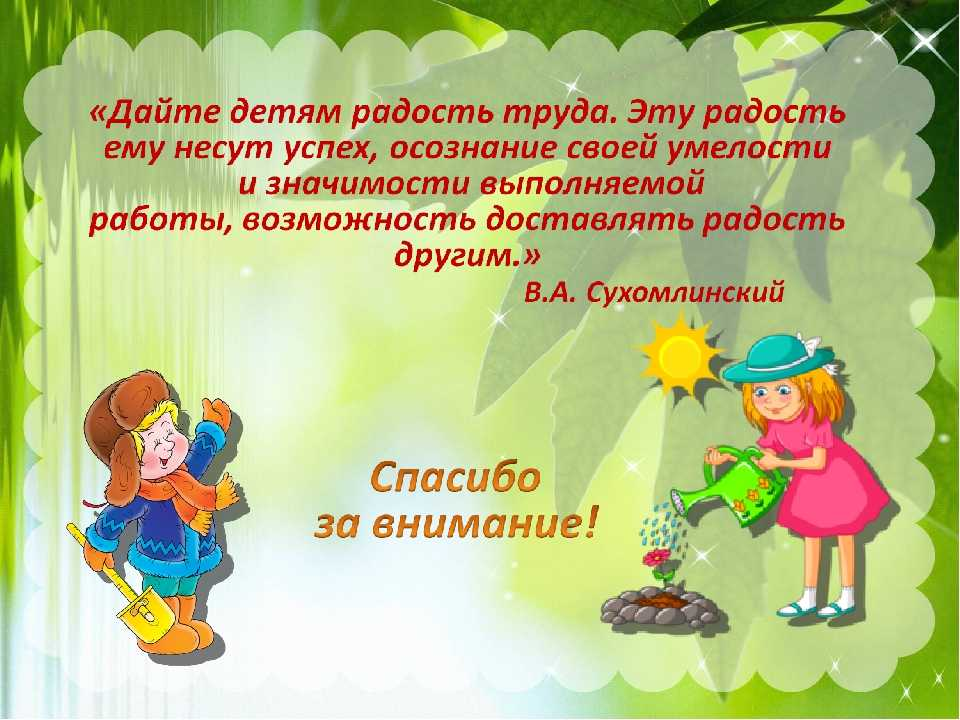 «Дайте детям радость труда. Эту радость
ему несут успех, осознание своей умелости
и значимости выполняемой
работы, возможность доставлять радость
другим.»
В.А. Сухомлинский
Спасибо
за внимание!